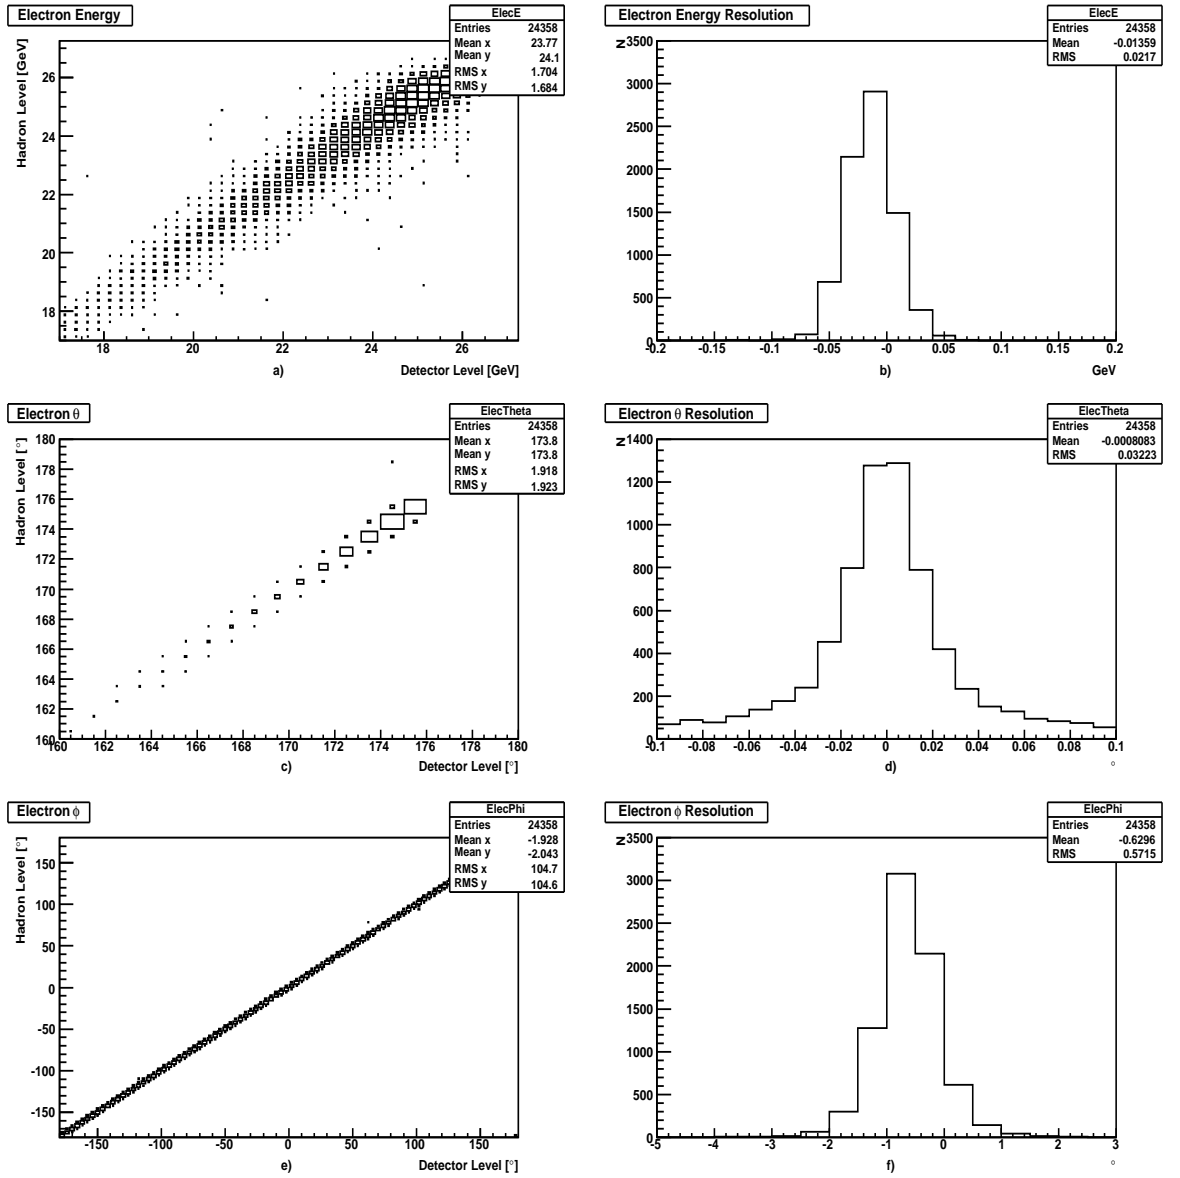 Electron Energy
ElecE
Entries 24358
Mean x 23.77
Mean y 24.1
RMS x 1.704
RMS y 1.684
Hadron Level [GeV]
26
24
22
20
18
18 20 22 24 26
a) Detector Level [GeV]
Electron Energy Resolution
ElecE
Entries 24358
Mean -0.01359
RMS 0.0217
N
3500
3000
2500
2000
1500
1000
500
0
-0.2 -0.15 -0.1 -0.05 -0 0.05 0.1 0.15 0.2
b) GeV
Electron θ
ElecTheta
Entries 24358
Mean x 173.8
Mean y 173.8
RMS x 1.918
RMS y 1.923
Hadron Level [°]
180
178
176
174
172
170
168
166
164
162
160
160 162 164 166 168 170 172 174 176 178 180
c) Detector Level [°]
Electron θ Resolution
ElecTheta
Entries 24358
Mean -0.0008083
RMS 0.03223
N
1400
1200
1000
800
600
400
200
0
-0.1 -0.08 -0.06 -0.04 -0.02 0 0.02 0.04 0.06 0.08 0.1
d) °
Electron ϕ
ElecPhi
Entries 24358
Mean x -1.928
Mean y -2.043
RMS x 104.7
RMS y 104.6
Hadron Level [°]
150
100
50
0
-50
-100
-150
-150 -100 -50 0 50 100 150
e) Detector Level [°]
Electron ϕ Resolution
ElecPhi
Entries 24358
Mean -0.6296
RMS 0.5715
N
3500
3000
2500
2000
1500
1000
500
0
-5 -4 -3 -2 -1 0 1 2 3
f) °